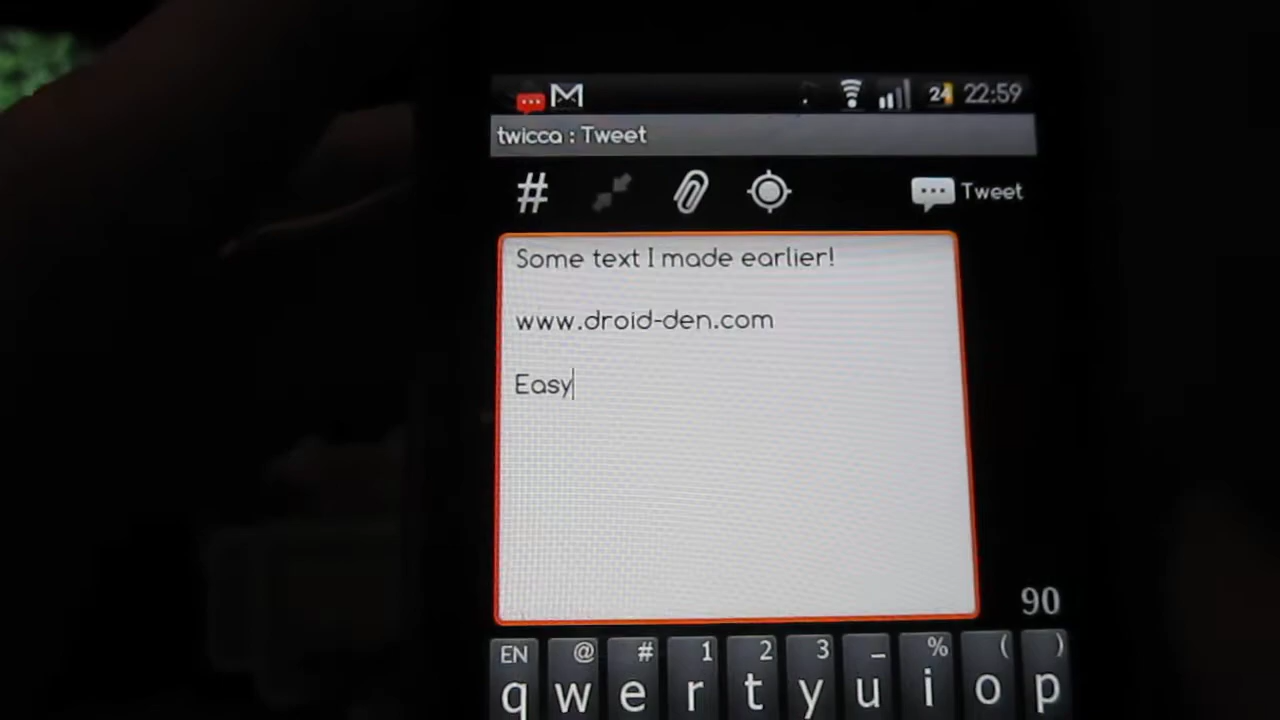 24 22:59
twicca : Tweet
# Tweet
Some text I made earlier!
www.droid-den.com
Easy
90
EN @ # 1 2 3 _ % ( )
q w e r t y u i o p